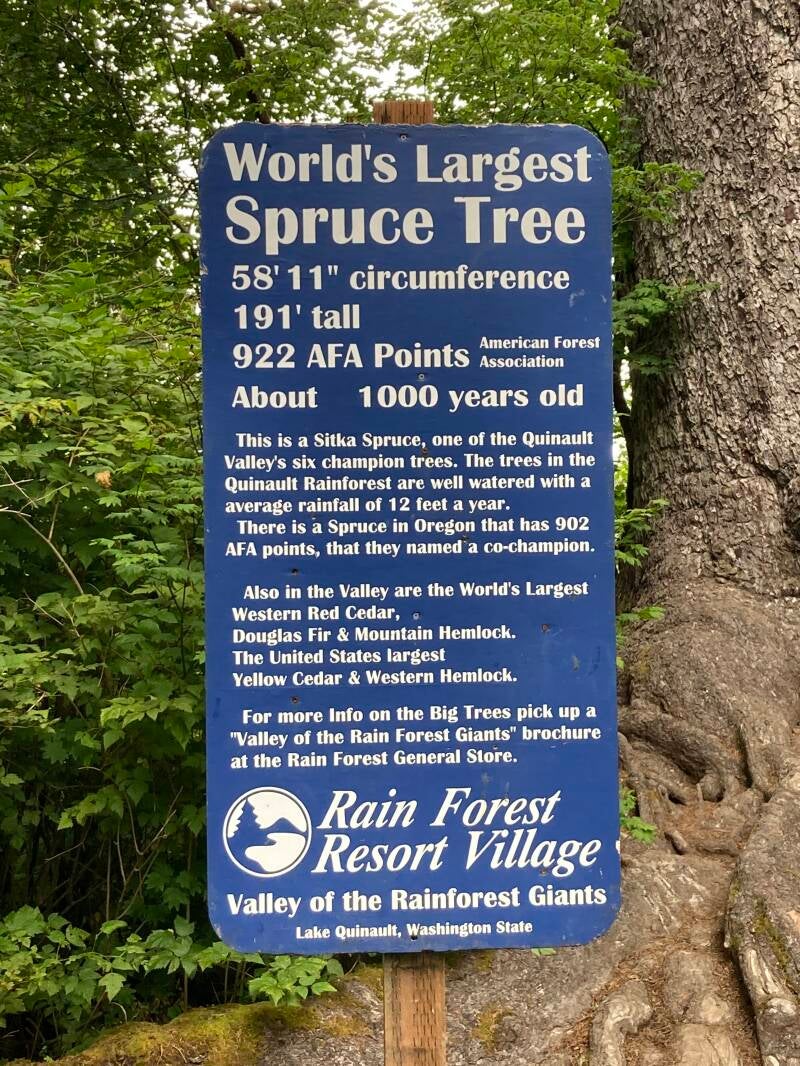 World's Largest
Spruce Tree
58'11" circumference
191' tall
922 AFA Points American Forest
Association
About 1000 years old
This is a Sitka Spruce, one of the Quinault
Valley's six champion trees. The trees in the
Quinault Rainforest are well watered with a
average rainfall of 12 feet a year.
There is a Spruce in Oregon that has 902
AFA points, that they named a co-champion.
Also in the Valley are the World's Largest
Western Red Cedar,
Douglas Fir & Mountain Hemlock.
The United States largest
Yellow Cedar & Western Hemlock.
For more Info on the Big Trees pick up a
"Valley of the Rain Forest Giants" brochure
at the Rain Forest General Store.
Rain Forest
Resort Village
Valley of the Rainforest Giants
Lake Quinault, Washington State